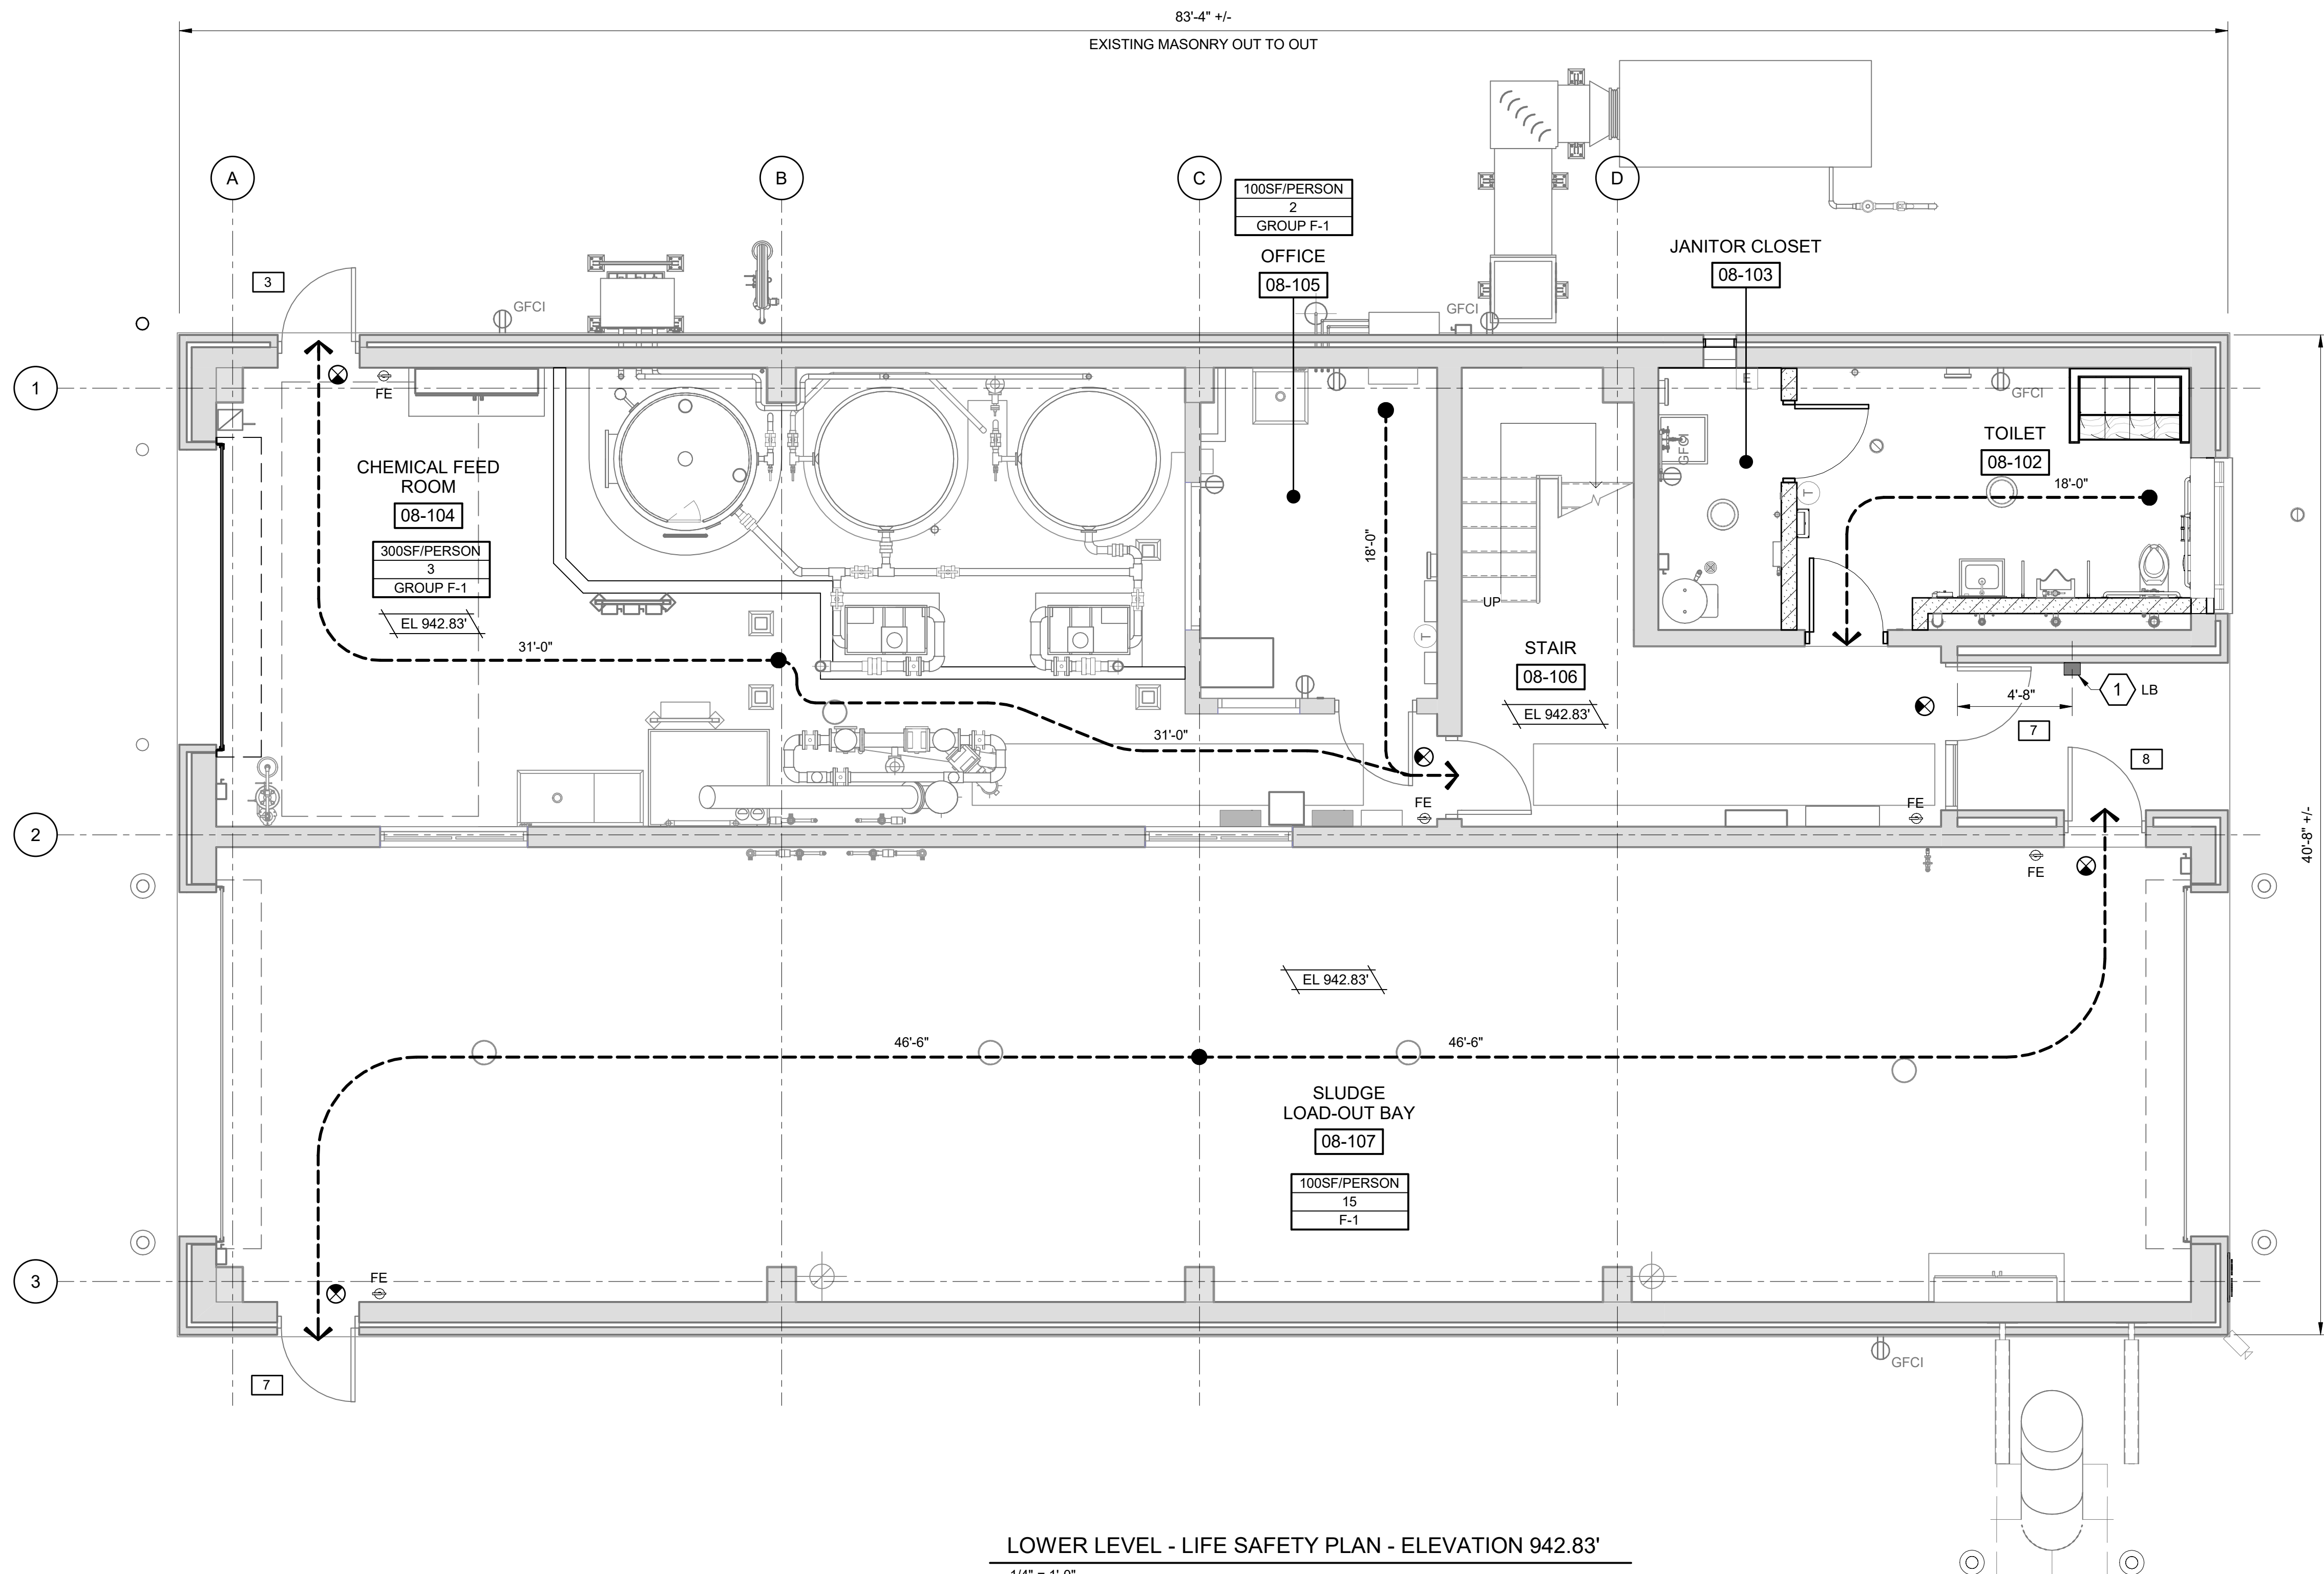 83'-4" +/-
EXISTING MASONRY OUT TO OUT
A
B
C
D
100SF/PERSON
2
GROUP F-1
OFFICE
08-105
JANITOR CLOSET
08-103
3
GFCI
GFCI
1
FE
E
GFCI
GFCI
TOILET
08-102
18'-0"
T
CHEMICAL FEED
ROOM
08-104
300SF/PERSON
3
GROUP F-1
EL 942.83'
31'-0"
18'-0"
T
UP
STAIR
08-106
EL 942.83'
4'-8"
1
LB
7
8
31'-0"
FE
FE
FE
2
40'-8" +/-
EL 942.83'
46'-6"
46'-6"
SLUDGE
LOAD-OUT BAY
08-107
100SF/PERSON
15
F-1
3
FE
7
GFCI
LOWER LEVEL - LIFE SAFETY PLAN - ELEVATION 942.83'
1/4" = 1'-0"